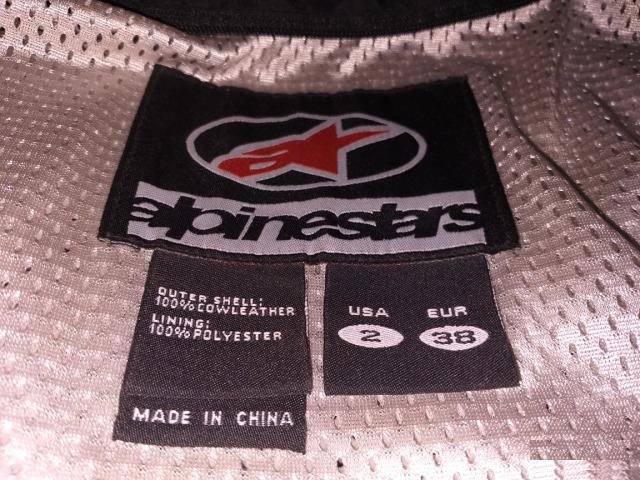 alpinestars
OUTER SHELL:
100%COWLEATHER
LINING:
100%POLYESTER
MADE IN CHINA
USA EUR
2 38